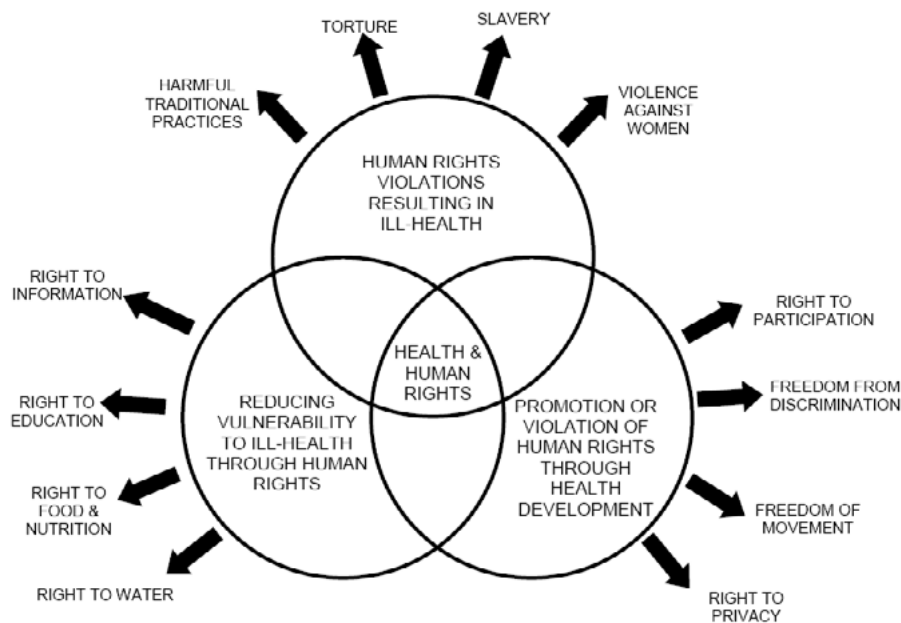 TORTURE
SLAVERY
HARMFUL
TRADITIONAL
PRACTICES
VIOLENCE
AGAINST
WOMEN
HUMAN RIGHTS
VIOLATIONS
RESULTING IN
ILL-HEALTH
RIGHT TO
INFORMATION
RIGHT TO
EDUCATION
RIGHT TO
FOOD &
NUTRITION
RIGHT TO WATER
REDUCING
VULNERABILITY
TO ILL-HEALTH
THROUGH HUMAN
RIGHTS
HEALTH &
HUMAN
RIGHTS
PROMOTION OR
VIOLATION OF
HUMAN RIGHTS
THROUGH
HEALTH
DEVELOPMENT
RIGHT TO
PARTICIPATION
FREEDOM FROM
DISCRIMINATION
FREEDOM OF
MOVEMENT
RIGHT TO
PRIVACY